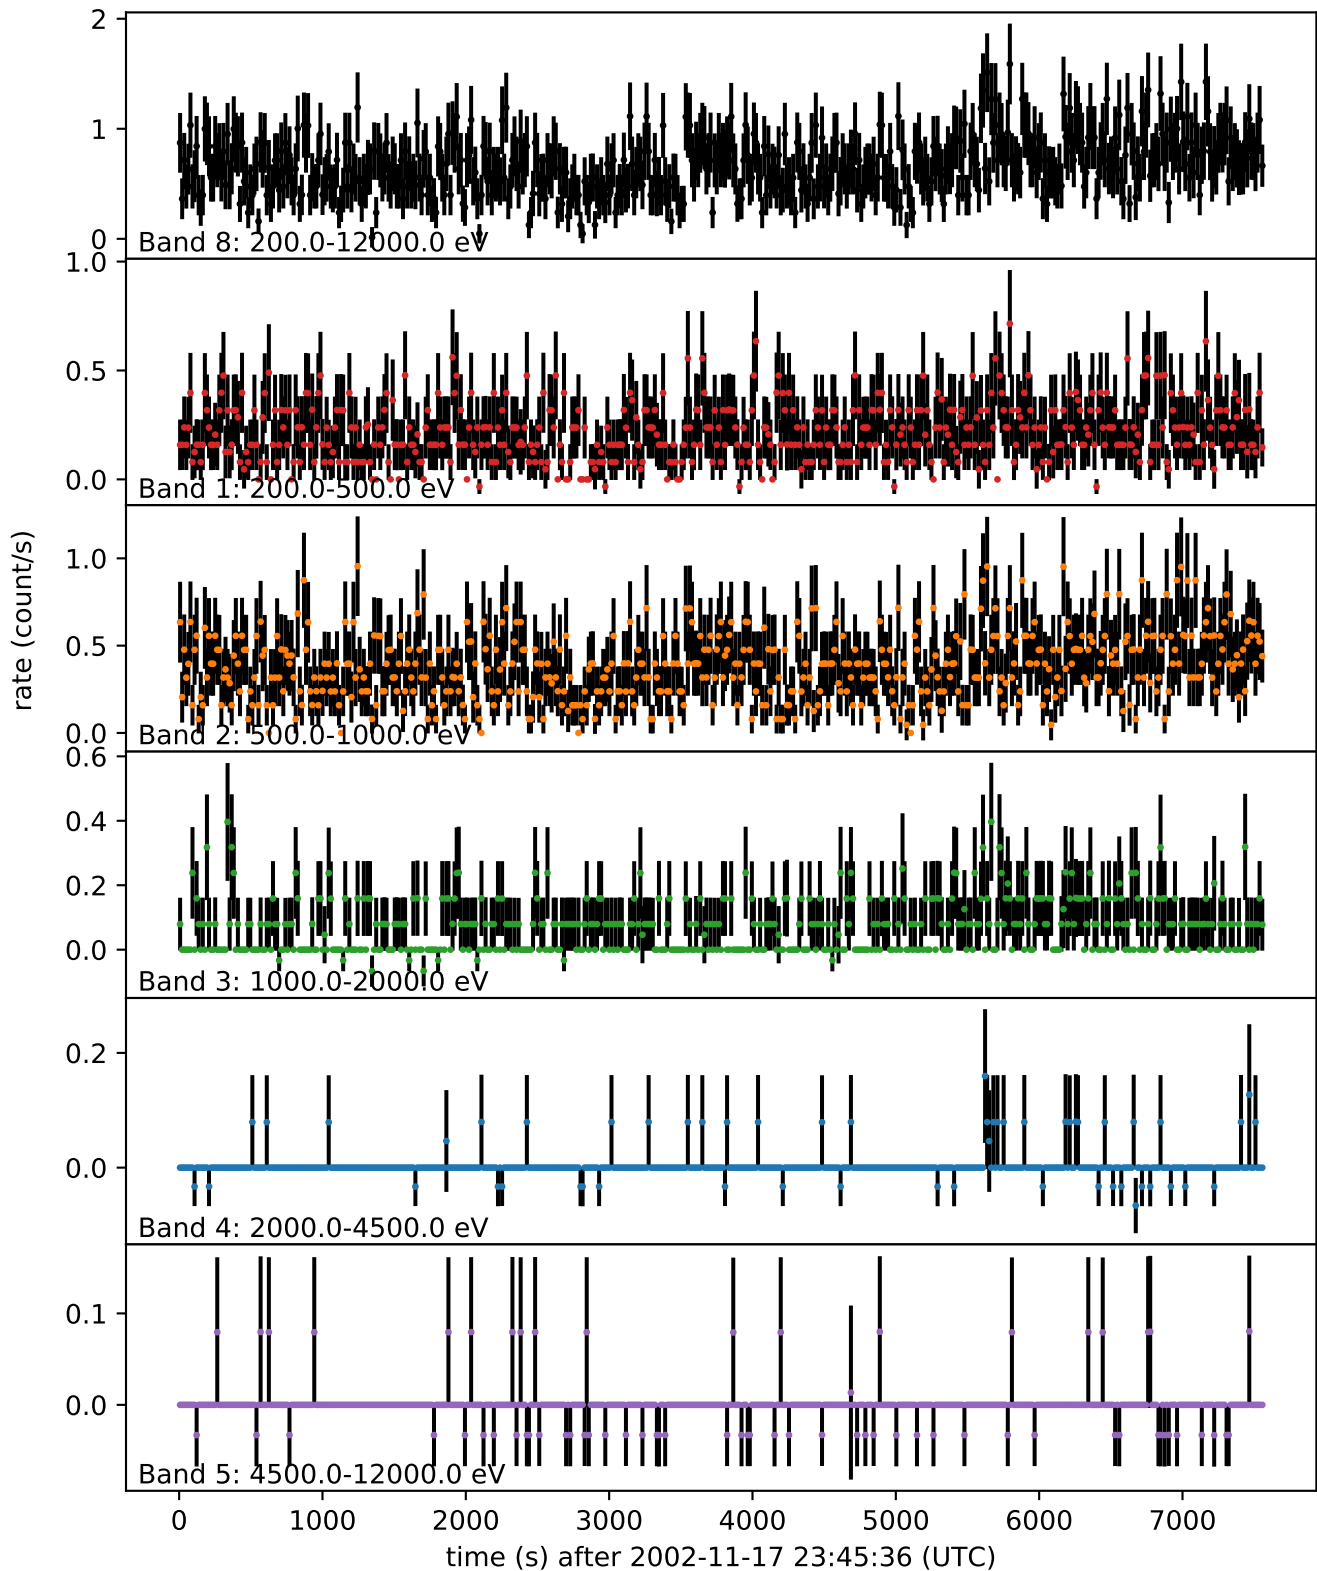 2
1
0
Band 8: 200.0-12000.0 eV
1.0
0.5
0.0
Band 1: 200.0-500.0 eV
rate (count/s)
1.0
0.5
0.0
Band 2: 500.0-1000.0 eV
0.6
0.4
0.2
0.0
Band 3: 1000.0-2000.0 eV
0.2
0.0
Band 4: 2000.0-4500.0 eV
0.1
0.0
Band 5: 4500.0-12000.0 eV
0 1000 2000 3000 4000 5000 6000 7000
time (s) after 2002-11-17 23:45:36 (UTC)